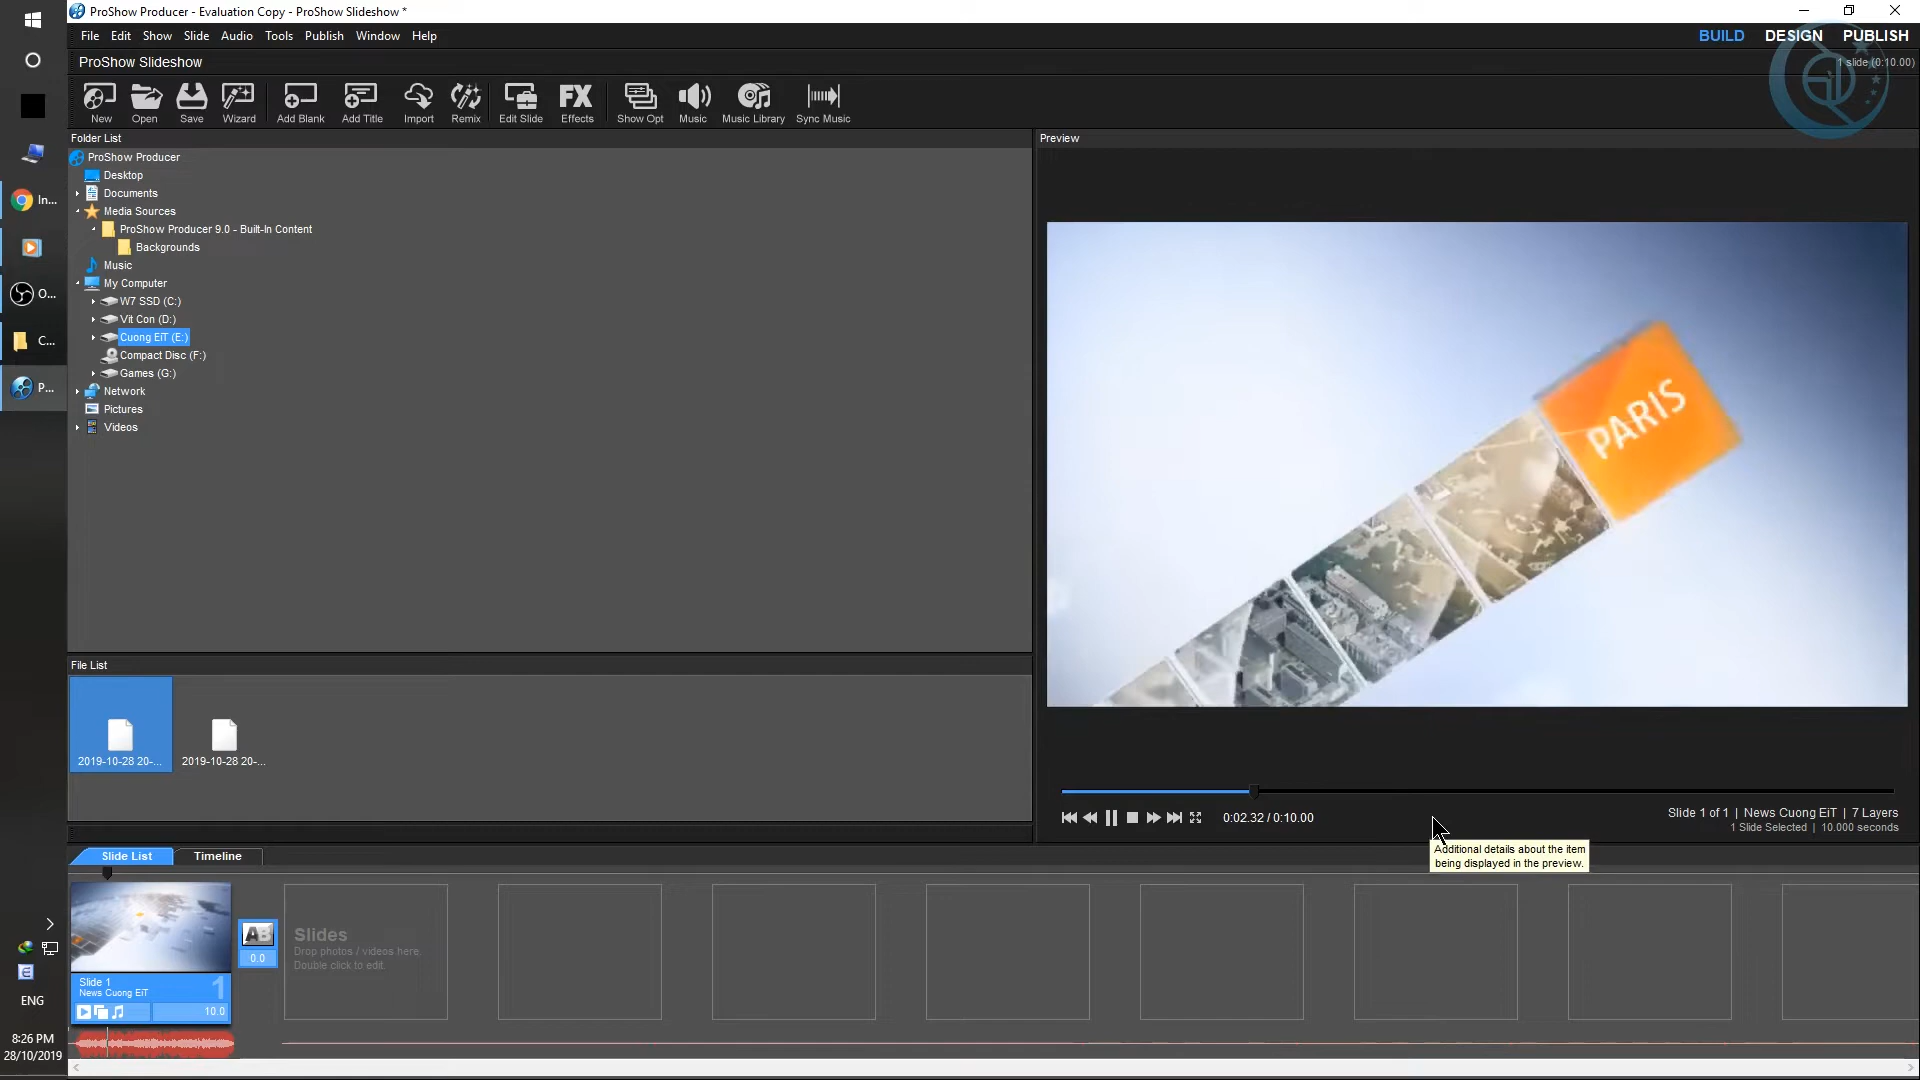 ProShow Producer - Evaluation Copy - ProShow Slideshow *
File Edit Show Slide Audio Tools Publish Window Help
BUILD DESIGN PUBLISH
ProShow Slideshow
1 slide (0:10.00)
New Open Save Wizard Add Blank Add Title Import Remix Edit Slide FX Effects Show Opt Music Music Library Sync Music
Folder List
Preview
ProShow Producer
Desktop
Documents
Media Sources
ProShow Producer 9.0 - Built-In Content
Backgrounds
Music
My Computer
W7 SSD (C:)
Vit Con (D:)
Cuong EiT (E:)
Compact Disc (F:)
Games (G:)
Network
Pictures
Videos
In...
O...
C...
P...
PARIS
File List
2019-10-28 20-...
2019-10-28 20-...
0:02.32 / 0:10.00
Slide 1 of 1 | News Cuong EiT | 7 Layers
1 Slide Selected | 10.000 seconds
Additional details about the item
being displayed in the preview.
Slide List Timeline
AB
0.0
Slides
Drop photos / videos here.
Double click to edit.
Slide 1
News Cuong EiT
1
10.0
ENG
8:26 PM
28/10/2019